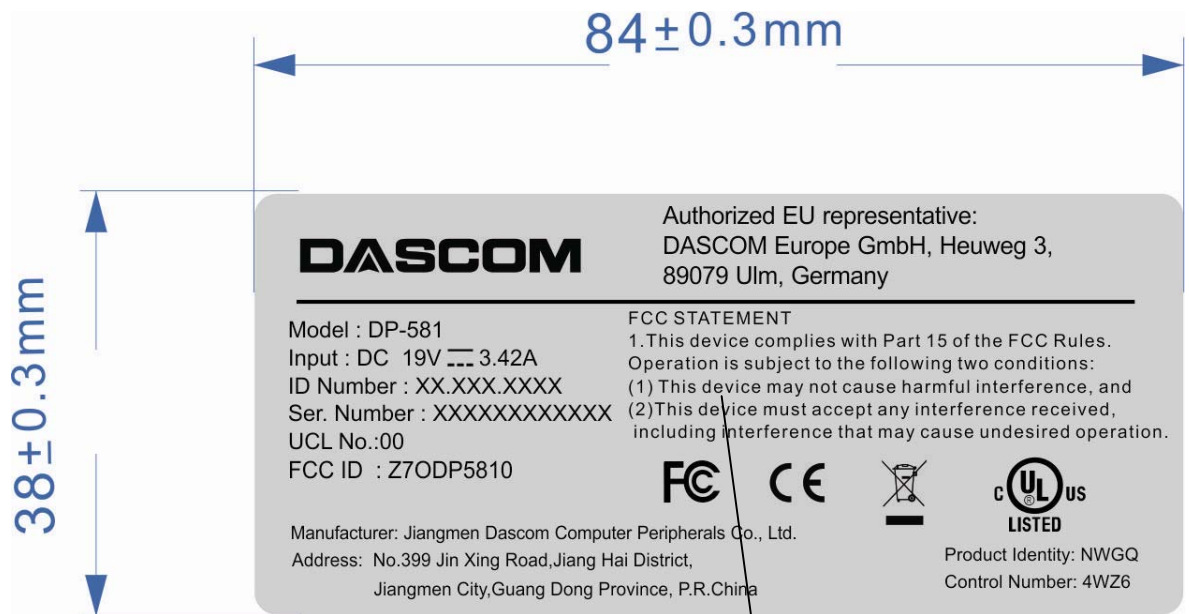 84±0.3mm
38±0.3mm
DASCOM
Authorized EU representative:
DASCOM Europe GmbH, Heuweg 3,
89079 Ulm, Germany
Model : DP-581
Input : DC 19V ⎓ 3.42A
ID Number : XX.XXX.XXXX
Ser. Number : XXXXXXXXXXXX
UCL No.:00
FCC ID : Z7ODP5810
FCC STATEMENT
1.This device complies with Part 15 of the FCC Rules.
Operation is subject to the following two conditions:
(1) This device may not cause harmful interference, and
(2)This device must accept any interference received,
including interference that may cause undesired operation.
FC CE C UL ® US
LISTED
Manufacturer: Jiangmen Dascom Computer Peripherals Co., Ltd.
Address: No.399 Jin Xing Road,Jiang Hai District,
Jiangmen City,Guang Dong Province, P.R.China
Product Identity: NWGQ
Control Number: 4WZ6